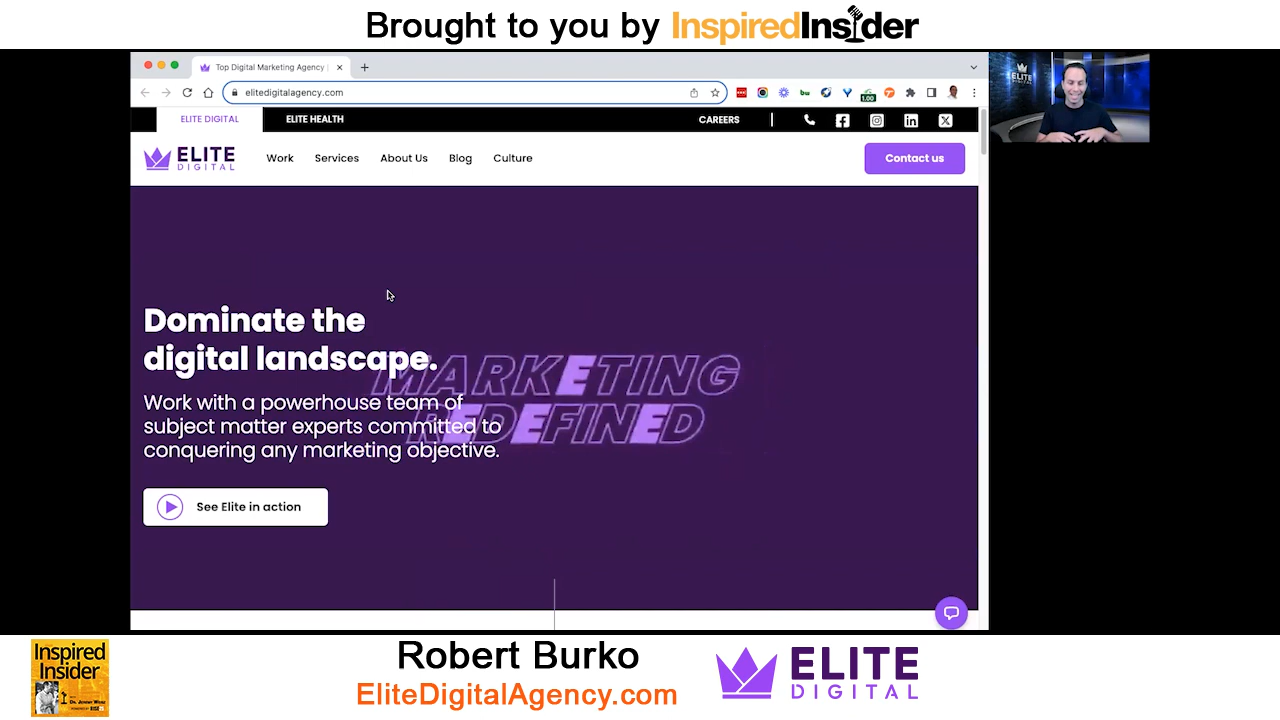 Brought to you by InspiredInsider
Top Digital Marketing Agency |
elitedigitalagency.com
1.00
ELITE DIGITAL
ELITE HEALTH
CAREERS
ELITE
DIGITAL
Work
Services
About Us
Blog
Culture
Contact us
ELITE
MARKETING
REDEFINED
Dominate the
digital landscape.
Work with a powerhouse team of
subject matter experts committed to
conquering any marketing objective.
See Elite in action
Inspired
Insider
Robert Burko
EliteDigitalAgency.com
ELITE
DIGITAL